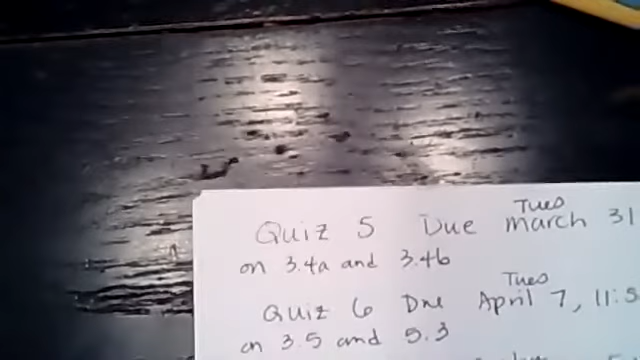 Tues
Quiz 5 Due March 31
on 3.4a and 3.4b
Tues
Quiz 6 Due April 7, 11:5
on 3.5 and 5.3